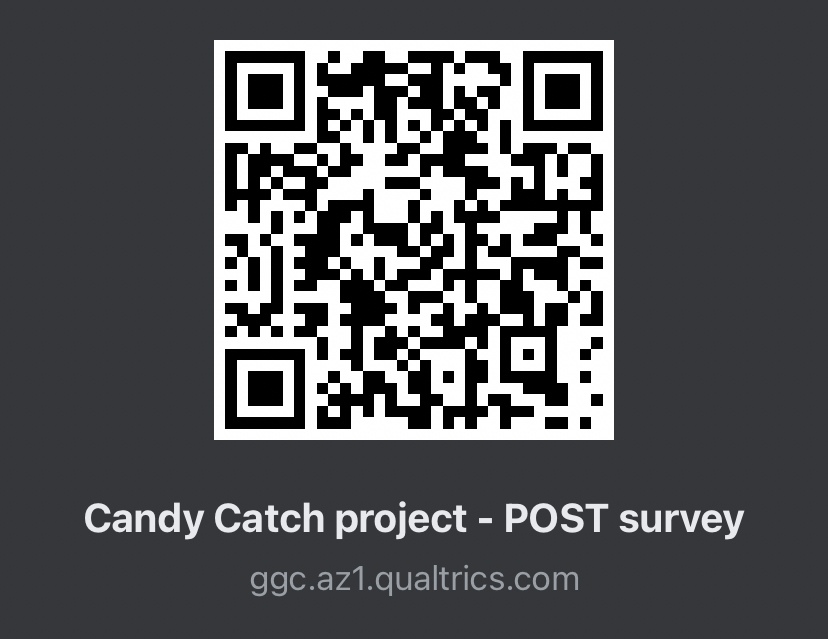 Candy Catch project - POST survey
ggc.az1.qualtrics.com